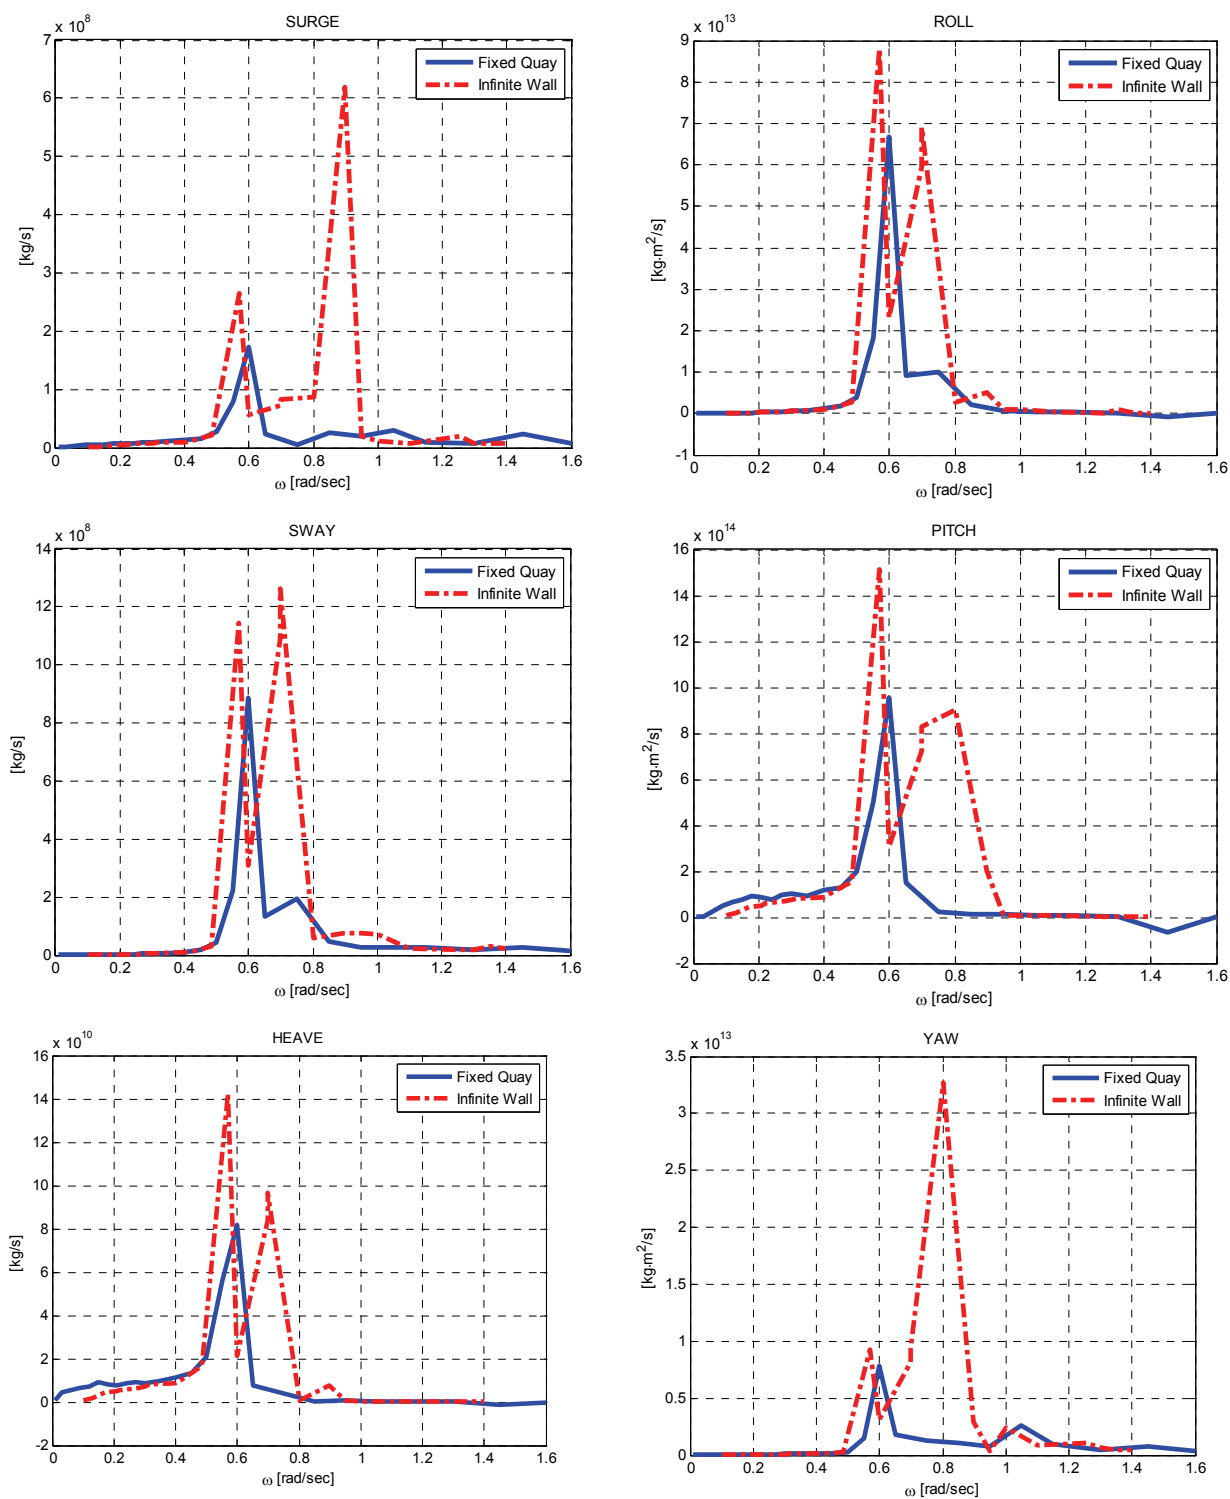 SURGE
x 10^8
7
6
5
4
3
2
1
0
[kg/s]
0 0.2 0.4 0.6 0.8 1 1.2 1.4 1.6
ω [rad/sec]
Fixed Quay
Infinite Wall
ROLL
x 10^13
9
8
7
6
5
4
3
2
1
0
-1
[kg.m^2/s]
0 0.2 0.4 0.6 0.8 1 1.2 1.4 1.6
ω [rad/sec]
Fixed Quay
Infinite Wall
SWAY
x 10^8
14
12
10
8
6
4
2
0
[kg/s]
0 0.2 0.4 0.6 0.8 1 1.2 1.4 1.6
ω [rad/sec]
Fixed Quay
Infinite Wall
PITCH
x 10^14
16
14
12
10
8
6
4
2
0
-2
[kg.m^2/s]
0 0.2 0.4 0.6 0.8 1 1.2 1.4 1.6
ω [rad/sec]
Fixed Quay
Infinite Wall
HEAVE
x 10^10
16
14
12
10
8
6
4
2
0
-2
[kg/s]
0 0.2 0.4 0.6 0.8 1 1.2 1.4 1.6
ω [rad/sec]
Fixed Quay
Infinite Wall
YAW
x 10^13
3.5
3
2.5
2
1.5
1
0.5
0
[kg.m^2/s]
0 0.2 0.4 0.6 0.8 1 1.2 1.4 1.6
ω [rad/sec]
Fixed Quay
Infinite Wall